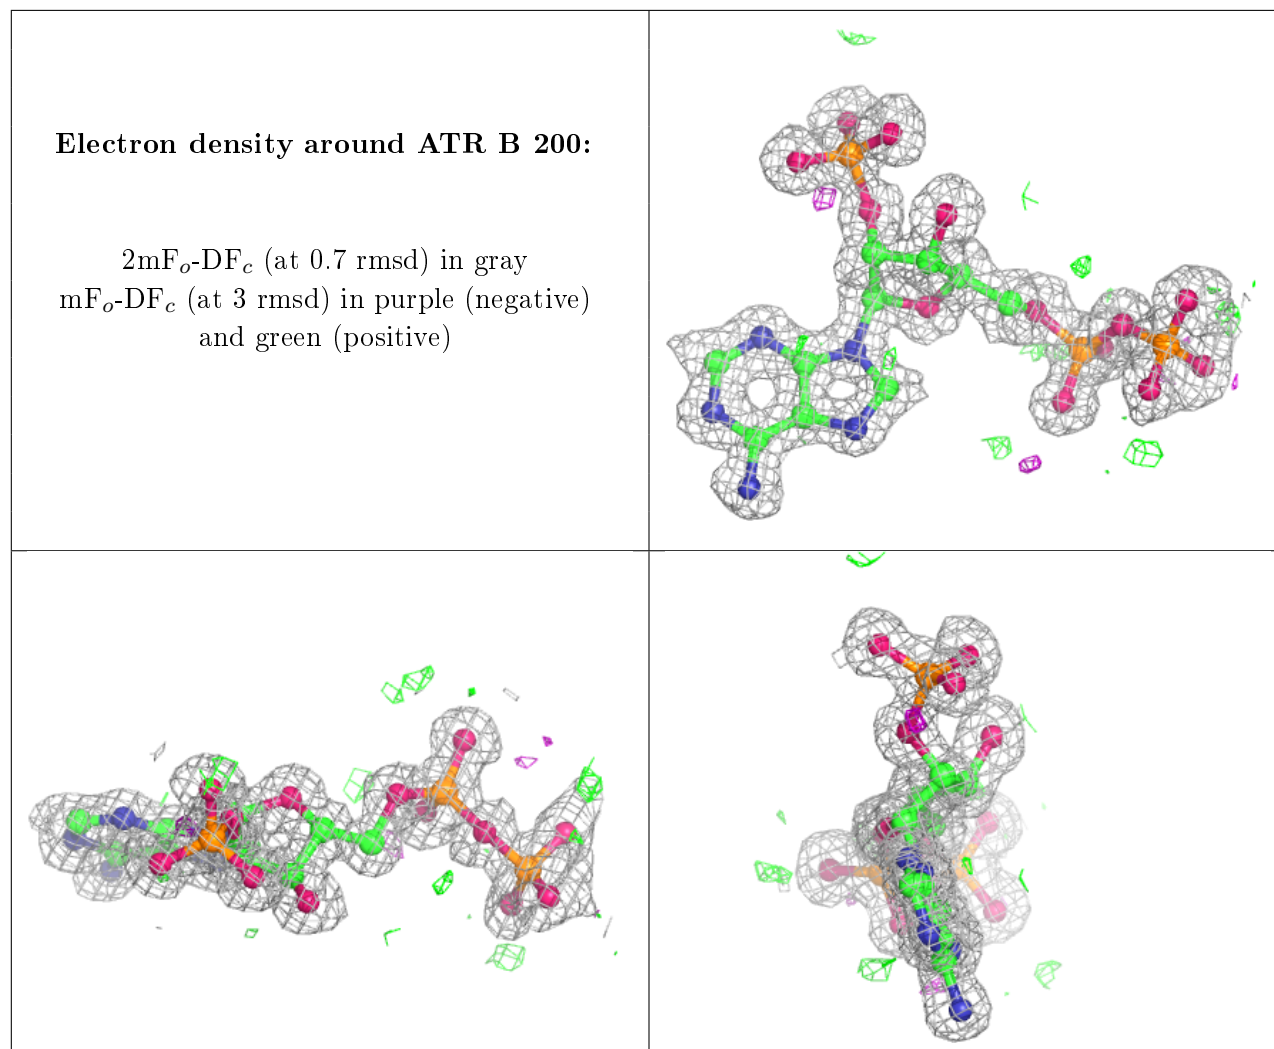 Electron density around ATR B 200:
2mFo-DFc (at 0.7 rmsd) in gray
mFo-DFc (at 3 rmsd) in purple (negative)
and green (positive)